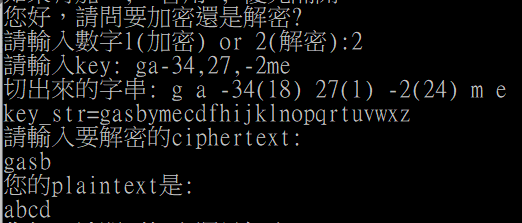 您好，請問要加密還是解密?
請輸入數字1(加密) or 2(解密):2
請輸入key: ga-34,27,-2me
切出來的字串: g a -34(18) 27(1) -2(24) m e
key_str=gasbymecdfhijklnopqrtuvwxz
請輸入要解密的ciphertext:
gasb
您的plaintext是:
abcd